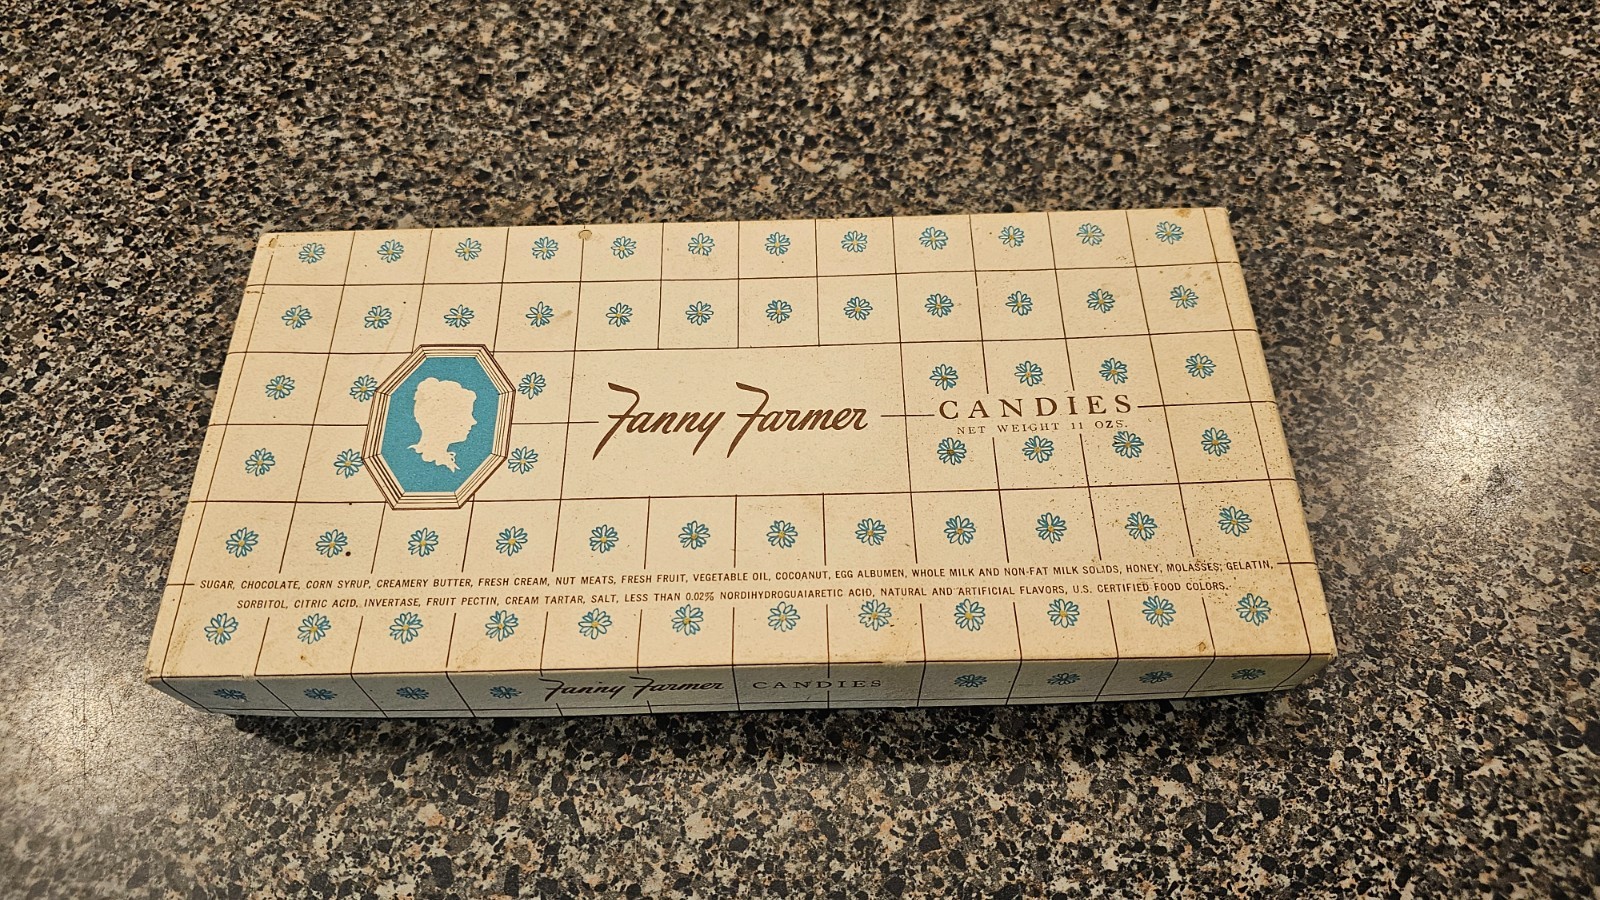 Fanny Farmer
CANDIES
NET WEIGHT 11 OZS.
SUGAR, CHOCOLATE, CORN SYRUP, CREAMERY BUTTER, FRESH CREAM, NUT MEATS, FRESH FRUIT, VEGETABLE OIL, COCOANUT, EGG ALBUMEN, WHOLE MILK AND NON-FAT MILK SOLIDS, HONEY, MOLASSES, GELATIN,
SORBITOL, CITRIC ACID, INVERTASE, FRUIT PECTIN, CREAM TARTAR, SALT, LESS THAN 0.02% NORDIHYDROGUAIARETIC ACID, NATURAL AND ARTIFICIAL FLAVORS, U.S. CERTIFIED FOOD COLORS.
Fanny Farmer CANDIES